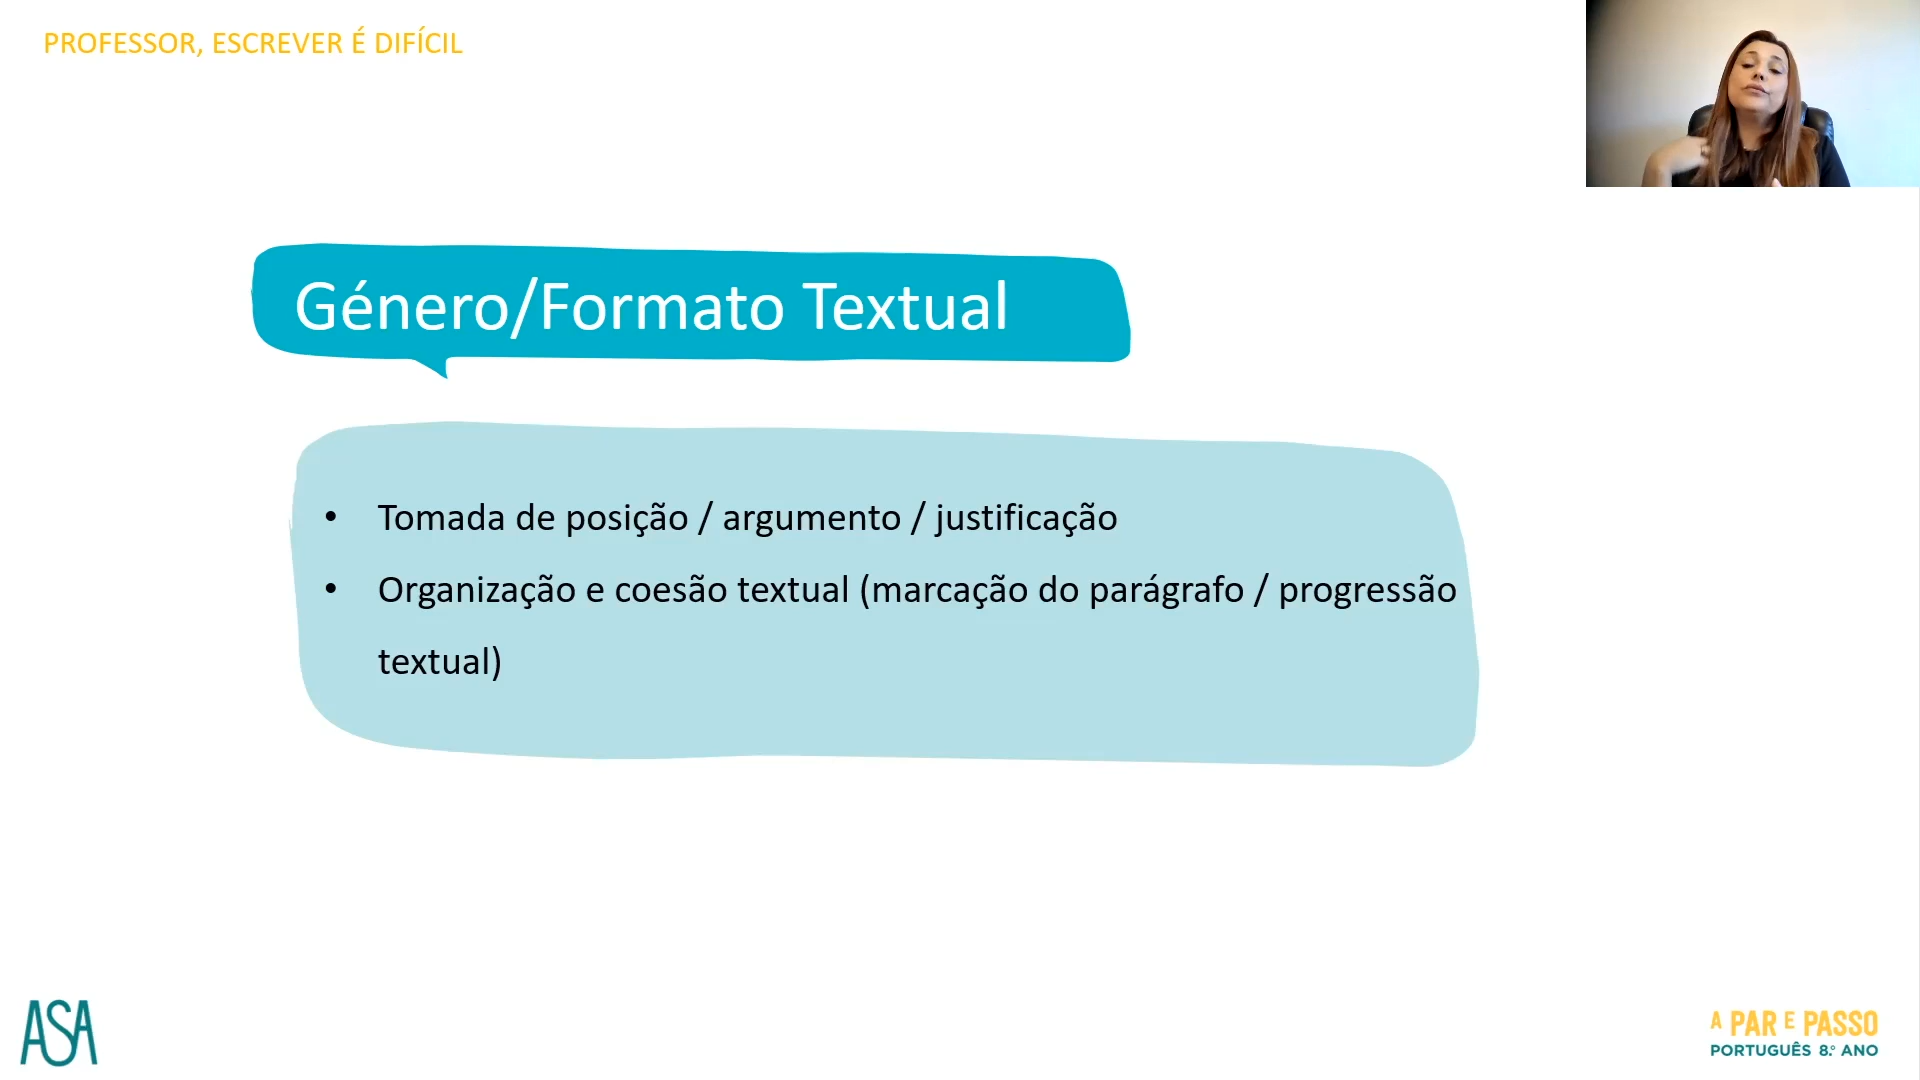 PROFESSOR, ESCREVER É DIFÍCIL
Género/Formato Textual
• Tomada de posição / argumento / justificação
• Organização e coesão textual (marcação do parágrafo / progressão
textual)
ASA
A PAR E PASSO
PORTUGUÊS 8.º ANO